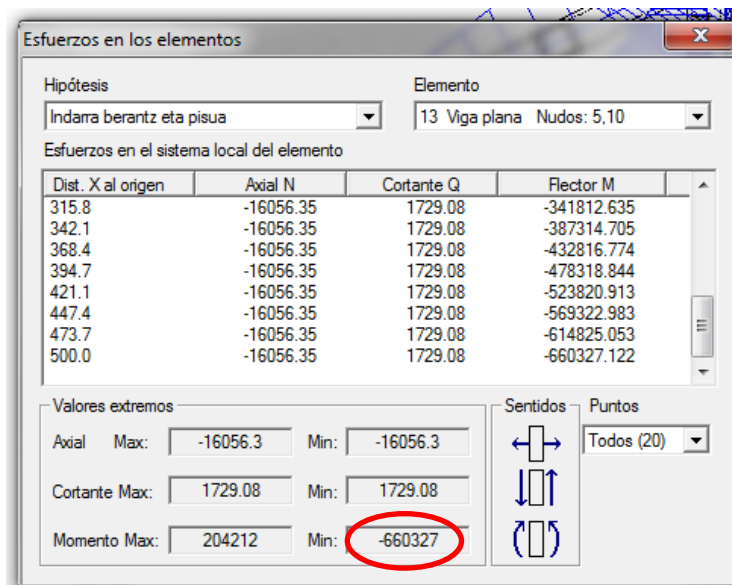 Esfuerzos en los elementos
Hipótesis Elemento
Indarra berantz eta pisua 13 Viga plana Nudos: 5,10
Esfuerzos en el sistema local del elemento
Dist. X al origen Axial N Cortante Q Flector M
315.8 -16056.35 1729.08 -341812.635
342.1 -16056.35 1729.08 -387314.705
368.4 -16056.35 1729.08 -432816.774
394.7 -16056.35 1729.08 -478318.844
421.1 -16056.35 1729.08 -523820.913
447.4 -16056.35 1729.08 -569322.983
473.7 -16056.35 1729.08 -614825.053
500.0 -16056.35 1729.08 -660327.122
Valores extremos Sentidos Puntos
Axial Max: -16056.3 Min: -16056.3 Todos (20)
Cortante Max: 1729.08 Min: 1729.08
Momento Max: 204212 Min: -660327